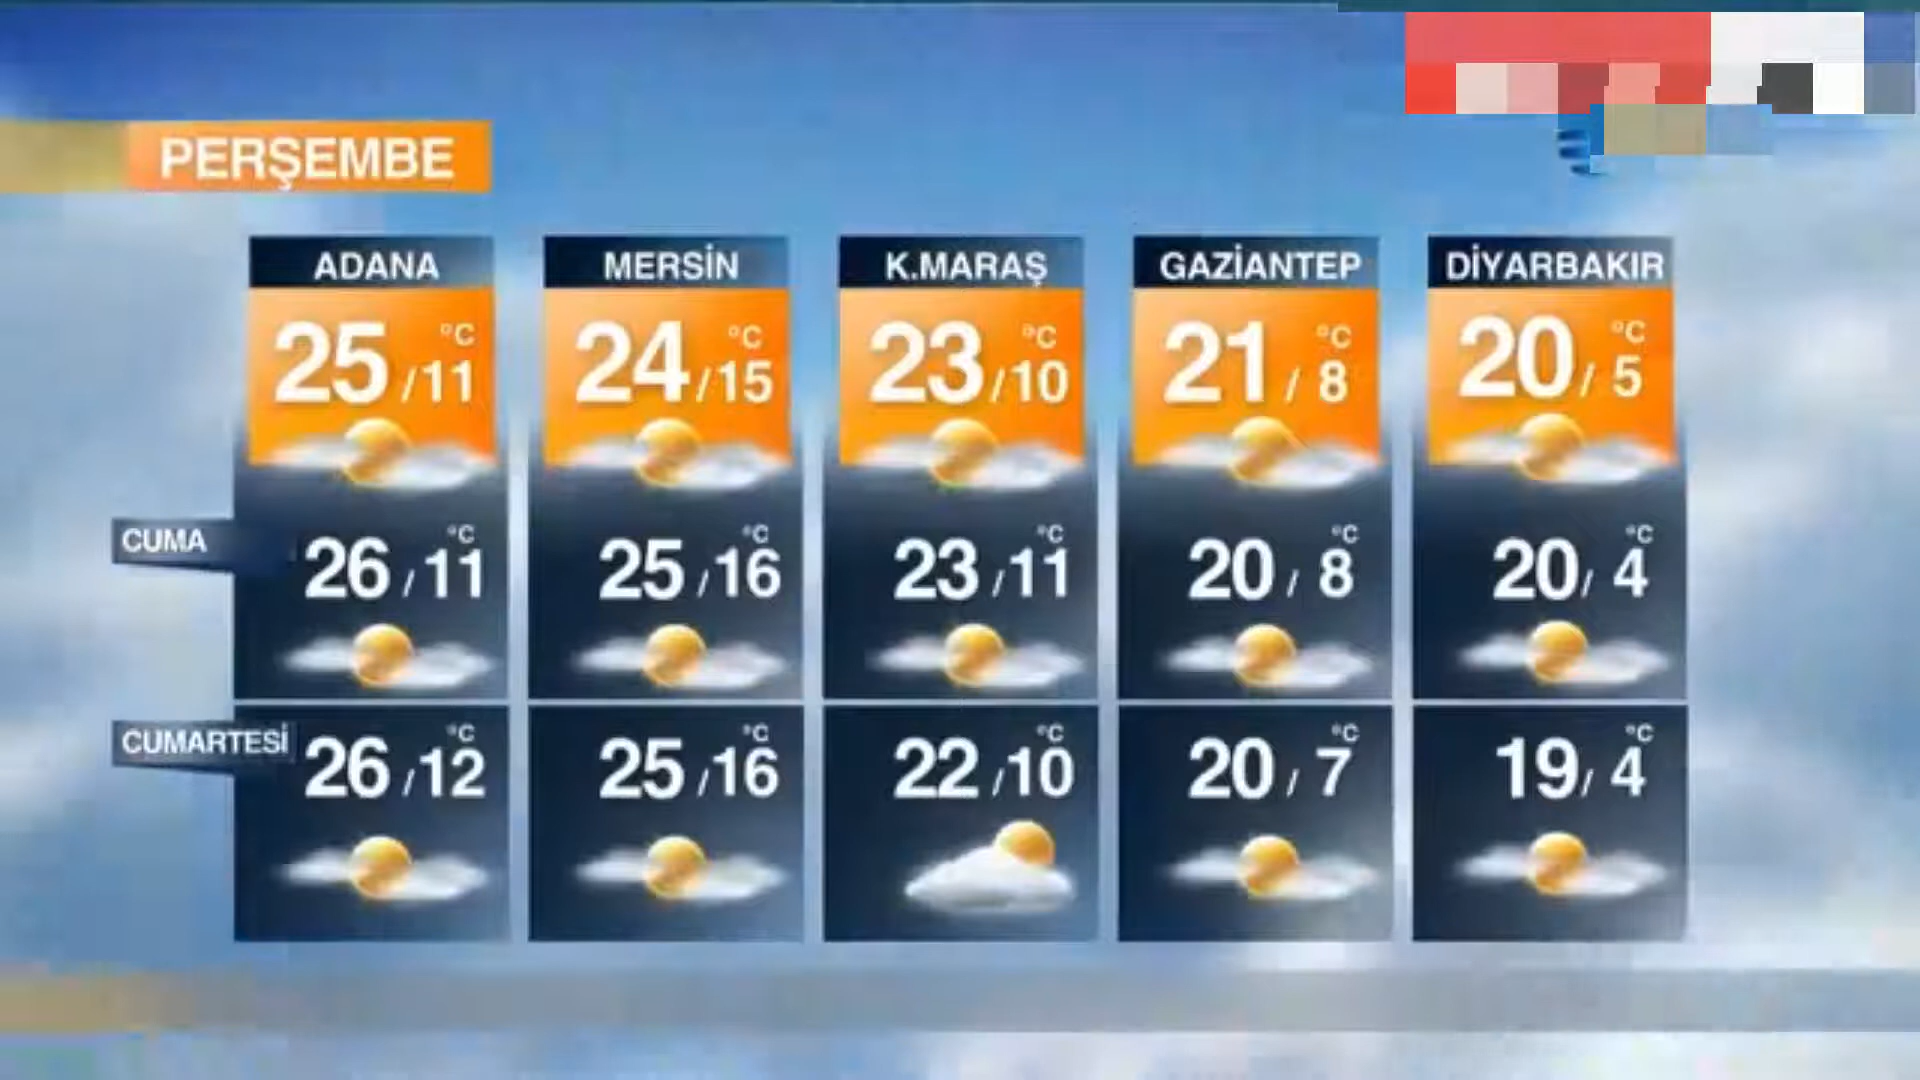 PERŞEMBE
ADANA MERSİN K.MARAŞ GAZİANTEP DİYARBAKIR
25/11 °C 24/15 °C 23/10 °C 21/ 8 °C 20/ 5 °C
CUMA 26/11 °C 25/16 °C 23/11 °C 20/ 8 °C 20/ 4 °C
CUMARTESİ 26/12 °C 25/16 °C 22/10 °C 20/ 7 °C 19/ 4 °C